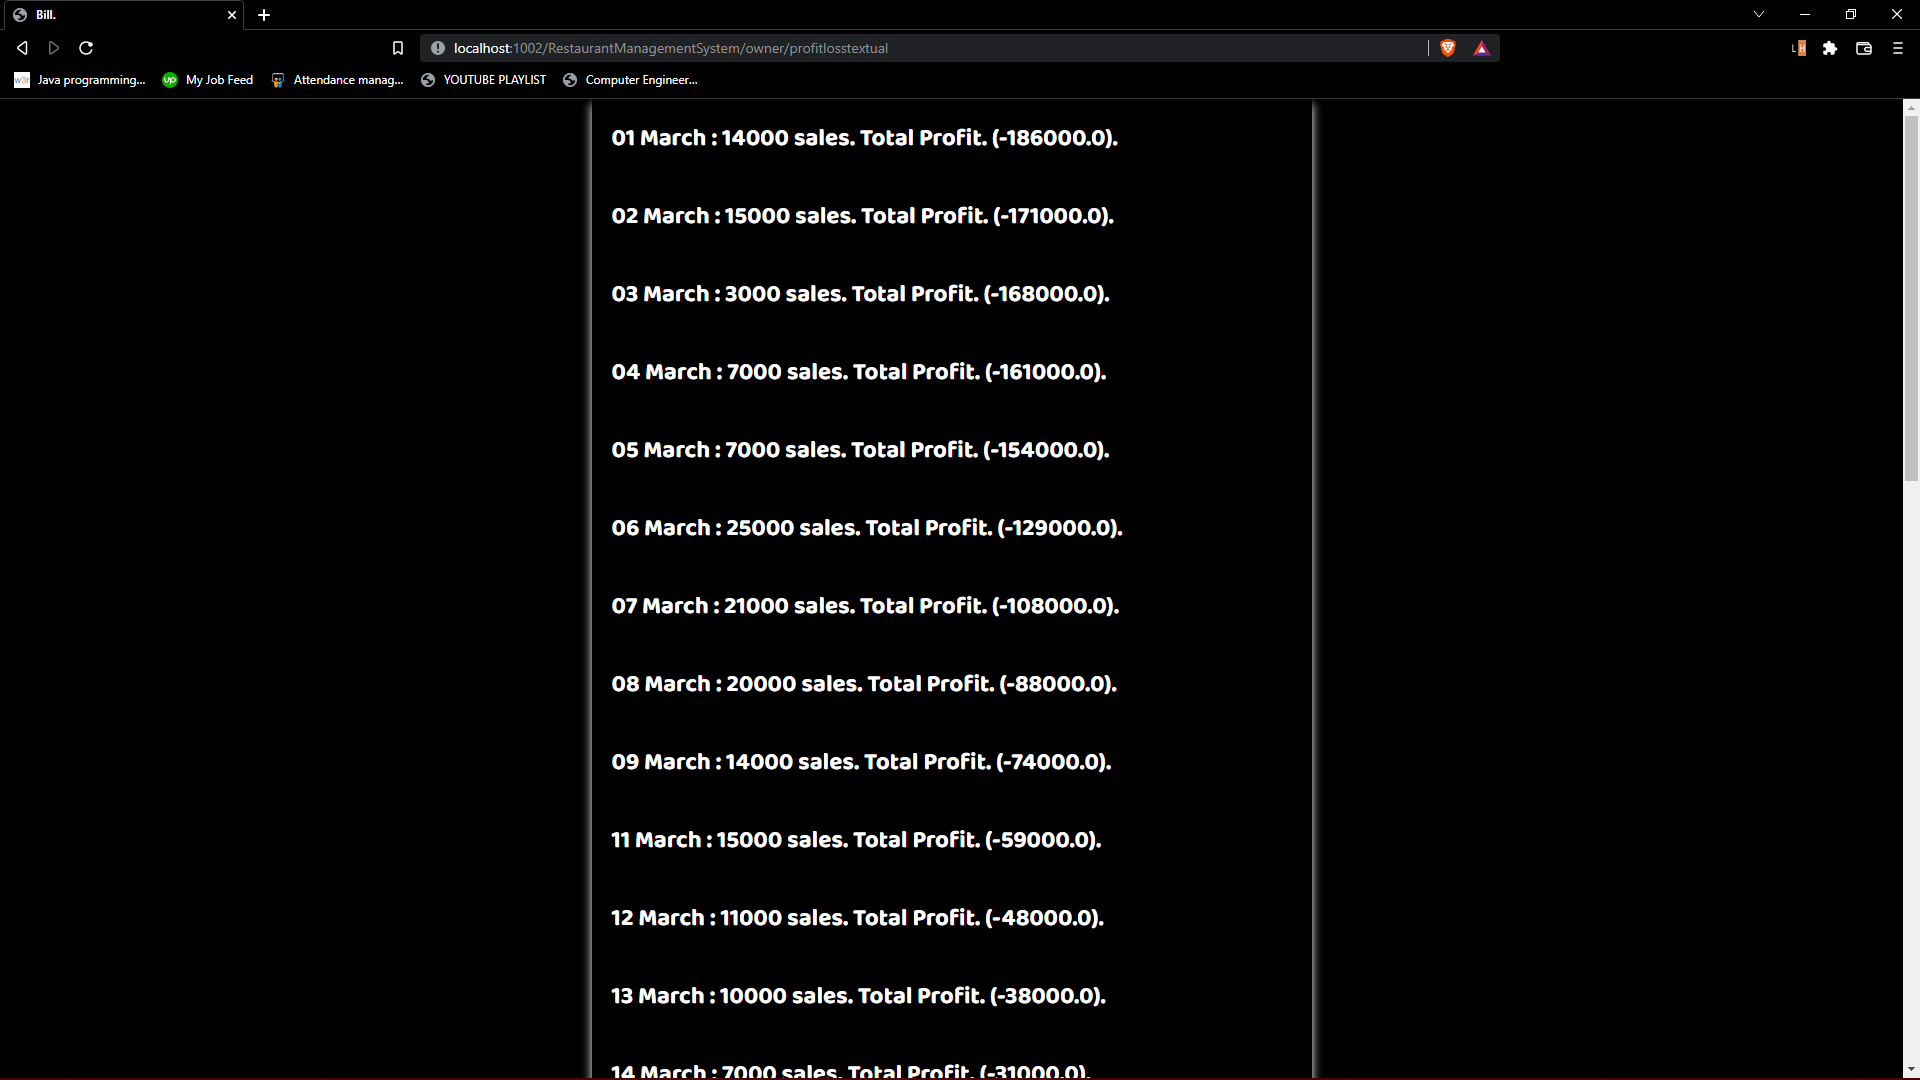 Bill.
localhost:1002/RestaurantManagementSystem/owner/profitlosstextual
L H
w3r Java programming... up My Job Feed Attendance manag... YOUTUBE PLAYLIST Computer Engineer...
01 March : 14000 sales. Total Profit. (-186000.0).
02 March : 15000 sales. Total Profit. (-171000.0).
03 March : 3000 sales. Total Profit. (-168000.0).
04 March : 7000 sales. Total Profit. (-161000.0).
05 March : 7000 sales. Total Profit. (-154000.0).
06 March : 25000 sales. Total Profit. (-129000.0).
07 March : 21000 sales. Total Profit. (-108000.0).
08 March : 20000 sales. Total Profit. (-88000.0).
09 March : 14000 sales. Total Profit. (-74000.0).
11 March : 15000 sales. Total Profit. (-59000.0).
12 March : 11000 sales. Total Profit. (-48000.0).
13 March : 10000 sales. Total Profit. (-38000.0).
14 March : 7000 sales. Total Profit. (-31000.0).